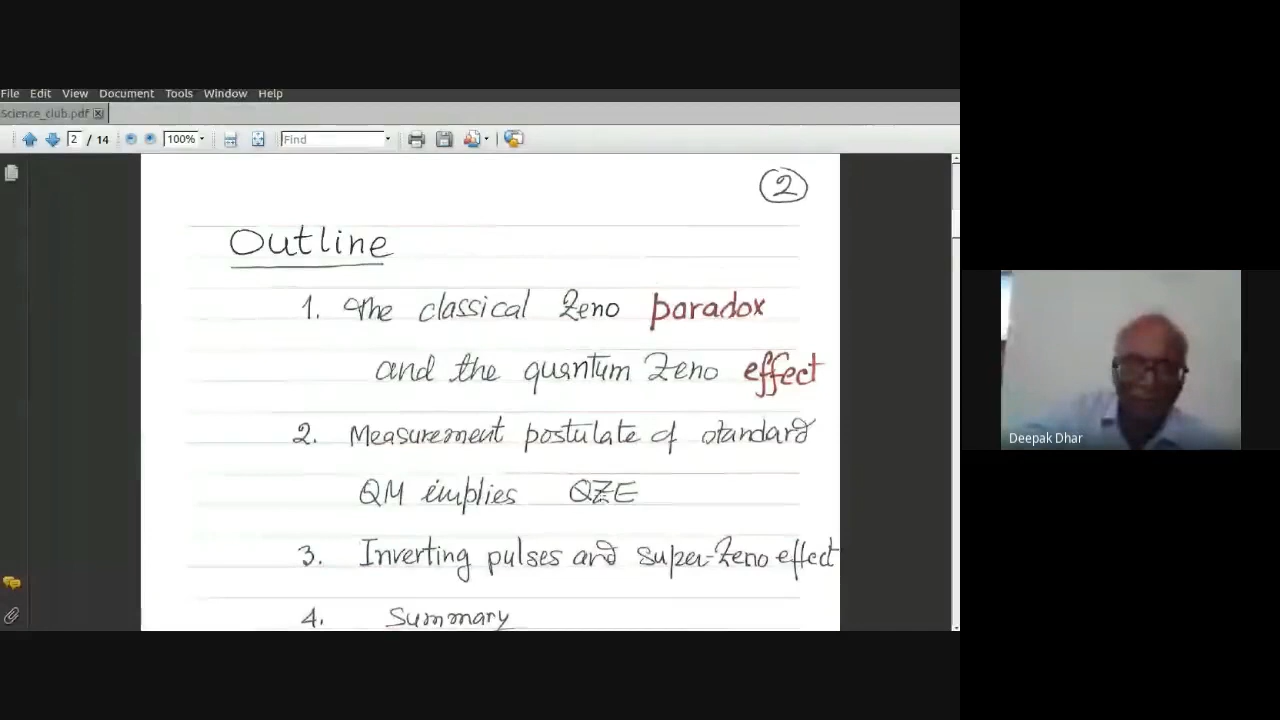 File Edit View Document Tools Window Help
Science_club.pdf
2 / 14 100% Find
2
Outline
1. The classical Zeno paradox
and the quantum Zeno effect
2. Measurement postulate of standard
QM implies QZE
3. Inverting pulses and super-Zeno effect
4. Summary
Deepak Dhar